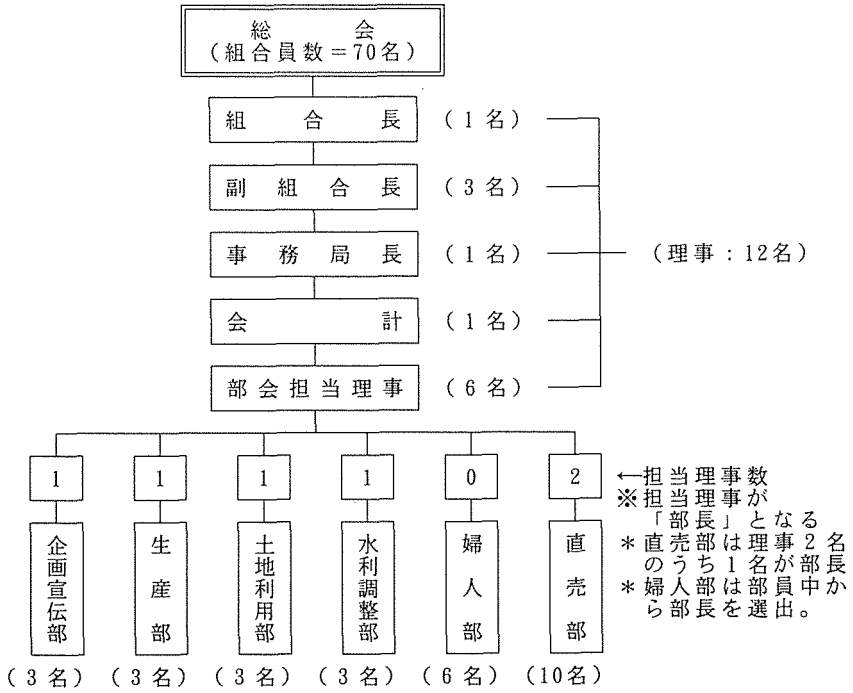 総会
(組合員数=70名)
組合長 (1名)
副組合長 (3名)
事務局長 (1名)
(理事:12名)
会計 (1名)
部会担当理事 (6名)
1 1 1 1 0 2
←担当理事数
※担当理事が
「部長」となる
*直売部は理事2名
のうち1名が部長
*婦人部は部員中か
ら部長を選出。
企画宣伝部
生産部
土地利用部
水利調整部
婦人部
直売部
(3名) (3名) (3名) (3名) (6名) (10名)